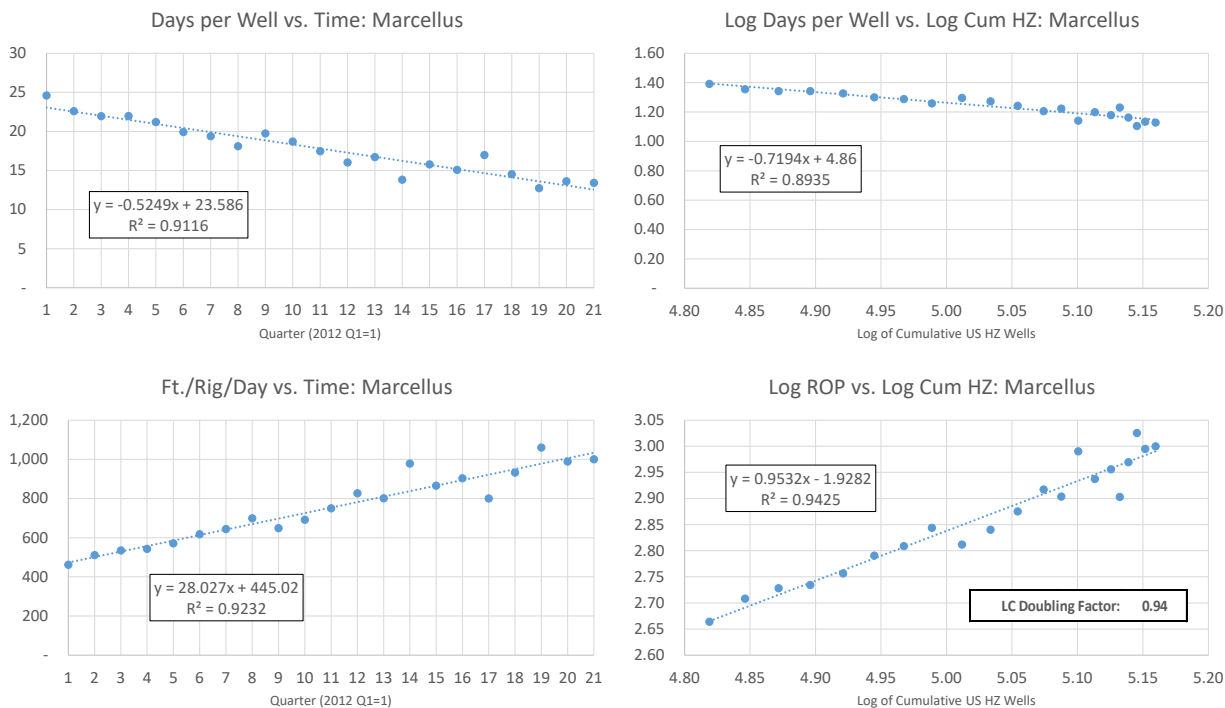 Days per Well vs. Time: Marcellus
30
25
20
15
10
5
-
y = -0.5249x + 23.586
R² = 0.9116
1 2 3 4 5 6 7 8 9 10 11 12 13 14 15 16 17 18 19 20 21
Quarter (2012 Q1=1)
Log Days per Well vs. Log Cum HZ: Marcellus
1.60
1.40
1.20
1.00
0.80
0.60
0.40
0.20
-
y = -0.7194x + 4.86
R² = 0.8935
4.80 4.85 4.90 4.95 5.00 5.05 5.10 5.15 5.20
Log of Cumulative US HZ Wells
Ft./Rig/Day vs. Time: Marcellus
1,200
1,000
800
600
400
200
-
y = 28.027x + 445.02
R² = 0.9232
1 2 3 4 5 6 7 8 9 10 11 12 13 14 15 16 17 18 19 20 21
Quarter (2012 Q1=1)
Log ROP vs. Log Cum HZ: Marcellus
3.05
3.00
2.95
2.90
2.85
2.80
2.75
2.70
2.65
2.60
y = 0.9532x - 1.9282
R² = 0.9425
LC Doubling Factor: 0.94
4.80 4.85 4.90 4.95 5.00 5.05 5.10 5.15 5.20
Log of Cumulative US HZ Wells